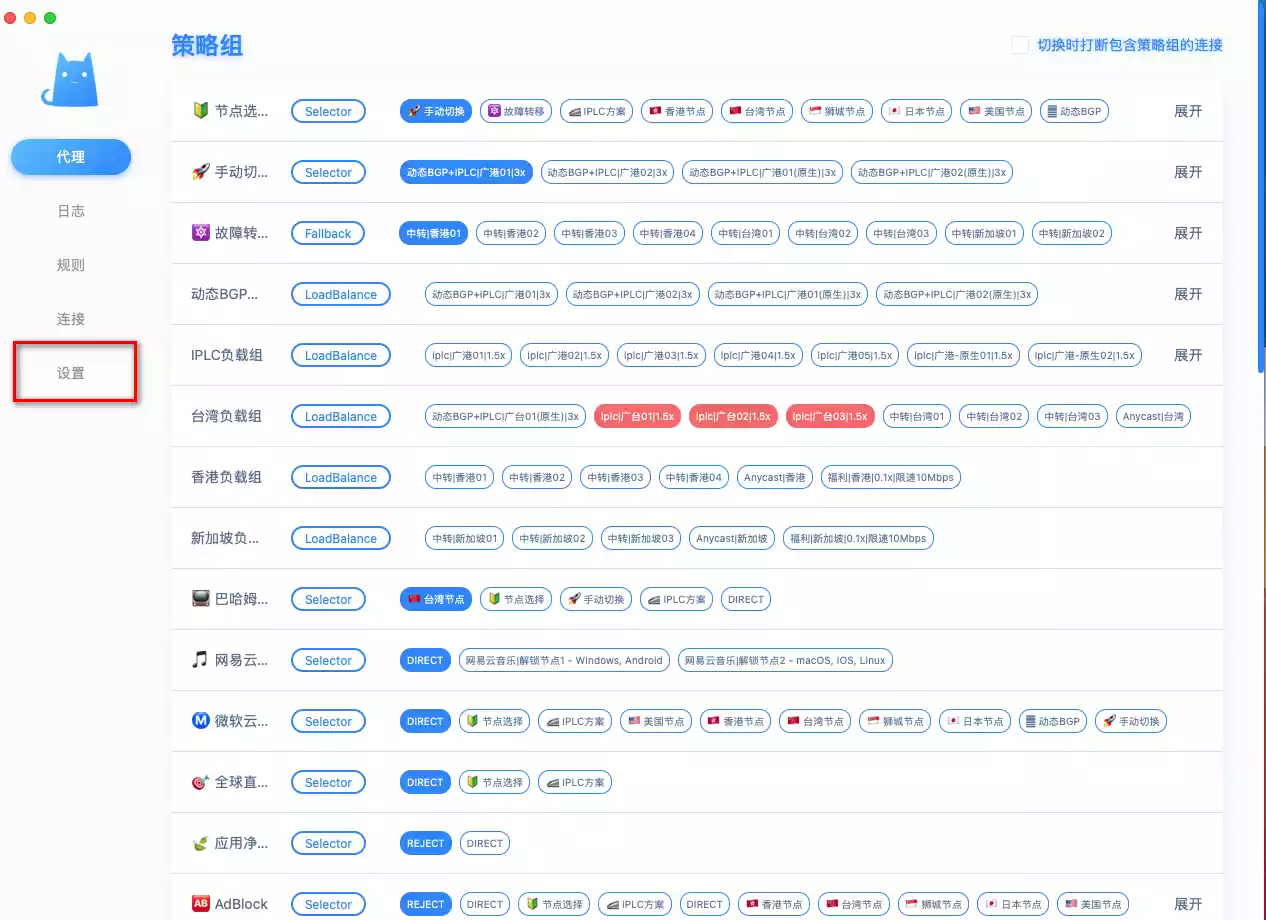 策略组
切换时打断包含策略组的连接
代理
日志
规则
连接
设置
节点选... Selector 手动切换 故障转移 IPLC方案 香港节点 台湾节点 狮城节点 日本节点 美国节点 动态BGP 展开
手动切... Selector 动态BGP+IPLC|广港01|3x 动态BGP+IPLC|广港02|3x 动态BGP+IPLC|广港01(原生)|3x 动态BGP+IPLC|广港02(原生)|3x 展开
故障转... Fallback 中转|香港01 中转|香港02 中转|香港03 中转|香港04 中转|台湾01 中转|台湾02 中转|台湾03 中转|新加坡01 中转|新加坡02 展开
动态BGP... LoadBalance 动态BGP+IPLC|广港01|3x 动态BGP+IPLC|广港02|3x 动态BGP+IPLC|广港01(原生)|3x 动态BGP+IPLC|广港02(原生)|3x 展开
IPLC负载组 LoadBalance iplc|广港01|1.5x iplc|广港02|1.5x iplc|广港03|1.5x iplc|广港04|1.5x iplc|广港05|1.5x iplc|广港-原生01|1.5x iplc|广港-原生02|1.5x 展开
台湾负载组 LoadBalance 动态BGP+IPLC|广台01(原生)|3x iplc|广台01|1.5x iplc|广台02|1.5x iplc|广台03|1.5x 中转|台湾01 中转|台湾02 中转|台湾03 Anycast|台湾
香港负载组 LoadBalance 中转|香港01 中转|香港02 中转|香港03 中转|香港04 Anycast|香港 福利|香港|0.1x|限速10Mbps
新加坡负... LoadBalance 中转|新加坡01 中转|新加坡02 中转|新加坡03 Anycast|新加坡 福利|新加坡|0.1x|限速10Mbps
巴哈姆... Selector 台湾节点 节点选择 手动切换 IPLC方案 DIRECT
网易云... Selector DIRECT 网易云音乐|解锁节点1 - Windows, Android 网易云音乐|解锁节点2 - macOS, iOS, Linux
微软云... Selector DIRECT 节点选择 IPLC方案 美国节点 香港节点 台湾节点 狮城节点 日本节点 动态BGP 手动切换
全球直... Selector DIRECT 节点选择 IPLC方案
应用净... Selector REJECT DIRECT
AB AdBlock Selector REJECT DIRECT 节点选择 IPLC方案 DIRECT 香港节点 台湾节点 狮城节点 日本节点 美国节点 展开